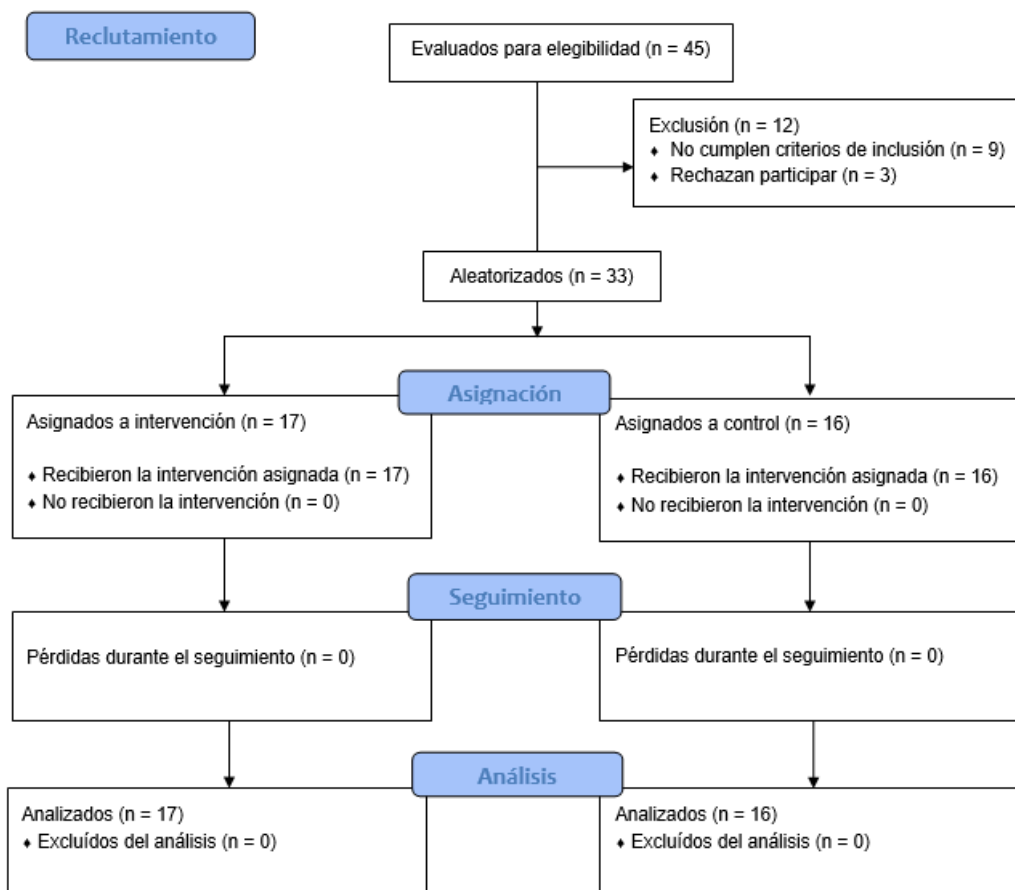 Reclutamiento
Evaluados para elegibilidad (n = 45)
Exclusión (n = 12)
♦ No cumplen criterios de inclusión (n = 9)
♦ Rechazan participar (n = 3)
Aleatorizados (n = 33)
Asignación
Asignados a intervención (n = 17)
♦ Recibieron la intervención asignada (n = 17)
♦ No recibieron la intervención (n = 0)
Asignados a control (n = 16)
♦ Recibieron la intervención asignada (n = 16)
♦ No recibieron la intervención (n = 0)
Seguimiento
Pérdidas durante el seguimiento (n = 0)
Pérdidas durante el seguimiento (n = 0)
Análisis
Analizados (n = 17)
♦ Excluídos del análisis (n = 0)
Analizados (n = 16)
♦ Excluídos del análisis (n = 0)